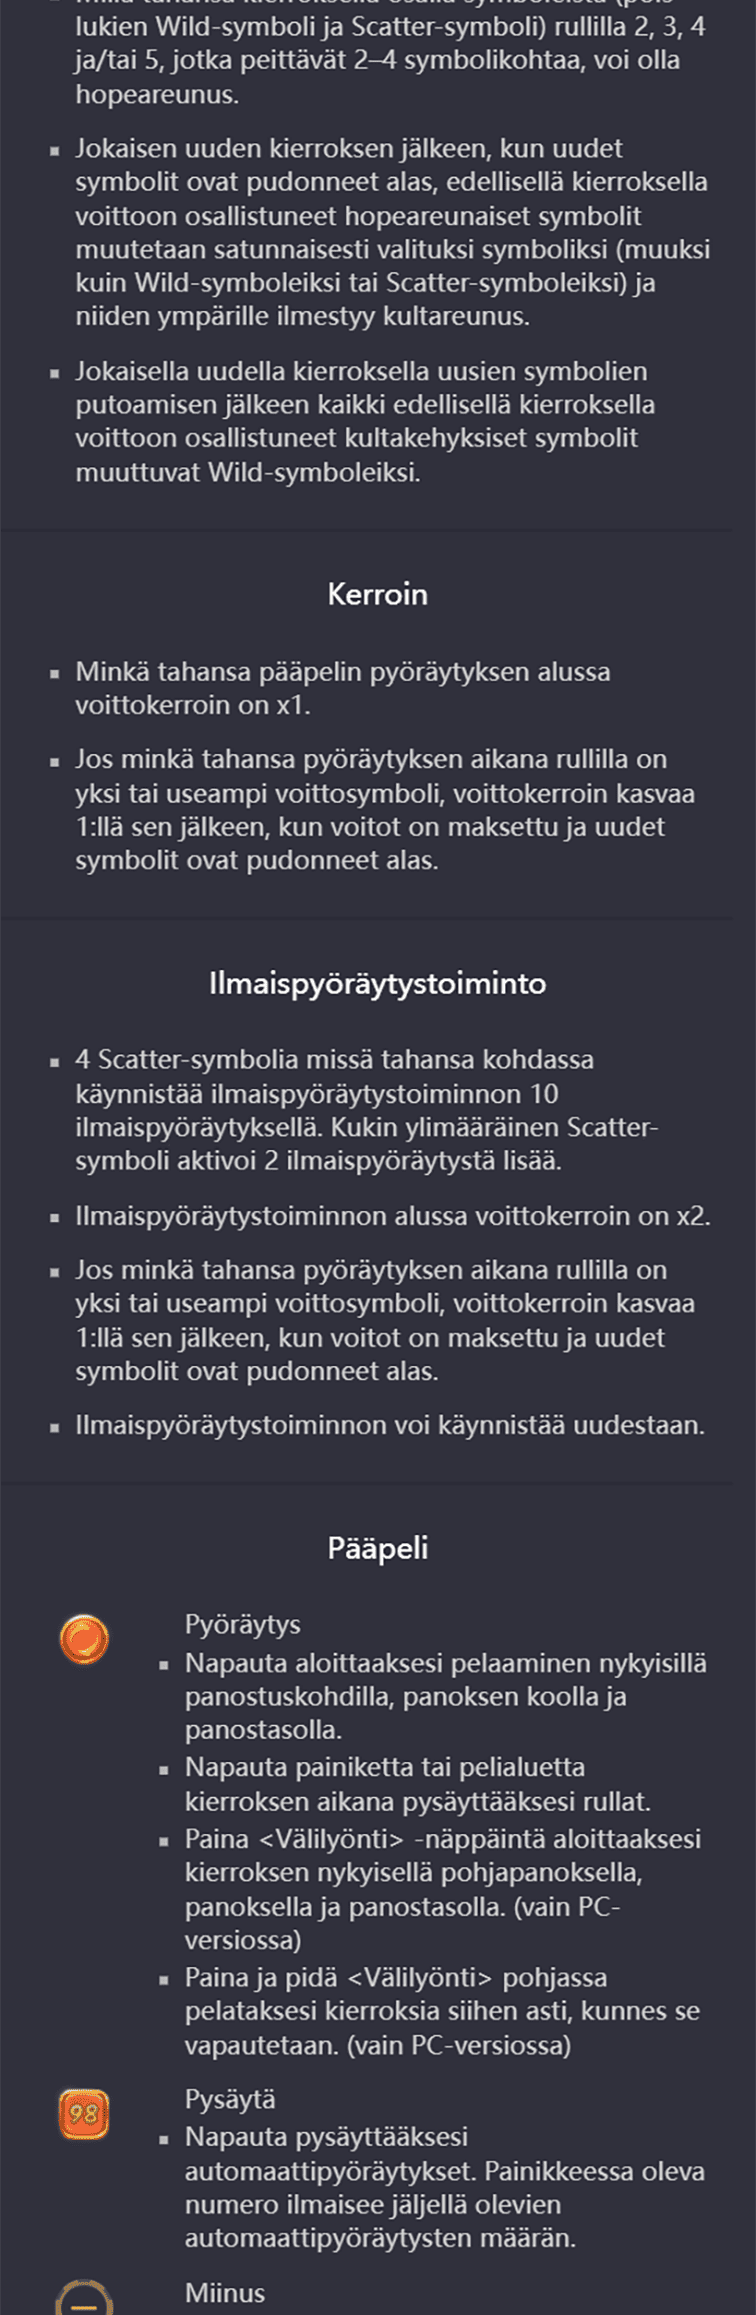 lukien Wild-symboli ja Scatter-symboli) rullilla 2, 3, 4
ja/tai 5, jotka peittävät 2–4 symbolikohtaa, voi olla
hopeareunus.
Jokaisen uuden kierroksen jälkeen, kun uudet
symbolit ovat pudonneet alas, edellisellä kierroksella
voittoon osallistuneet hopeareunaiset symbolit
muutetaan satunnaisesti valituksi symboliksi (muuksi
kuin Wild-symboleiksi tai Scatter-symboleiksi) ja
niiden ympärille ilmestyy kultareunus.
Jokaisella uudella kierroksella uusien symbolien
putoamisen jälkeen kaikki edellisellä kierroksella
voittoon osallistuneet kultakehyksiset symbolit
muuttuvat Wild-symboleiksi.
Kerroin
Minkä tahansa pääpelin pyöräytyksen alussa
voittokerroin on x1.
Jos minkä tahansa pyöräytyksen aikana rullilla on
yksi tai useampi voittosymboli, voittokerroin kasvaa
1:llä sen jälkeen, kun voitot on maksettu ja uudet
symbolit ovat pudonneet alas.
Ilmaispyöräytystoiminto
4 Scatter-symbolia missä tahansa kohdassa
käynnistää ilmaispyöräytystoiminnon 10
ilmaispyöräytyksellä. Kukin ylimääräinen Scatter-
symboli aktivoi 2 ilmaispyöräytystä lisää.
Ilmaispyöräytystoiminnon alussa voittokerroin on x2.
Jos minkä tahansa pyöräytyksen aikana rullilla on
yksi tai useampi voittosymboli, voittokerroin kasvaa
1:llä sen jälkeen, kun voitot on maksettu ja uudet
symbolit ovat pudonneet alas.
Ilmaispyöräytystoiminnon voi käynnistää uudestaan.
Pääpeli
Pyöräytys
Napauta aloittaaksesi pelaaminen nykyisillä
panostuskohdilla, panoksen koolla ja
panostasolla.
Napauta painiketta tai pelialuetta
kierroksen aikana pysäyttääksesi rullat.
Paina <Välilyönti> -näppäintä aloittaaksesi
kierroksen nykyisellä pohjapanoksella,
panoksella ja panostasolla. (vain PC-
versiossa)
Paina ja pidä <Välilyönti> pohjassa
pelataksesi kierroksia siihen asti, kunnes se
vapautetaan. (vain PC-versiossa)
98
Pysäytä
Napauta pysäyttääksesi
automaattipyöräytykset. Painikkeessa oleva
numero ilmaisee jäljellä olevien
automaattipyöräytysten määrän.
Miinus